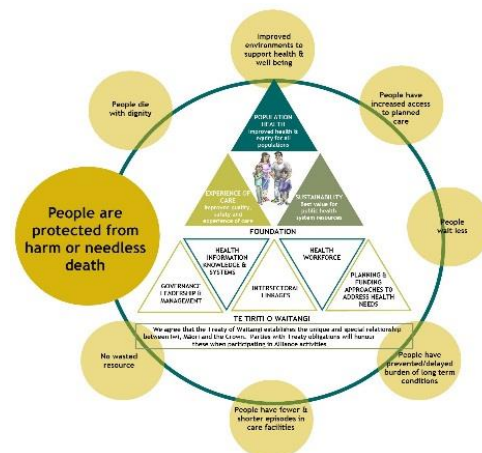 Improved
environments to
support health &
well being
People have
increased access
to planned
care
People
wait less
People have
prevented/delayed
burden of long term
conditions
People have fewer &
shorter episodes in
care facilities
No wasted
resource
People are
protected from
harm or needless
death
People die
with dignity
POPULATION
HEALTH
Improved health &
equity for all
populations
EXPERIENCE OF
CARE
Improved quality,
safety and
experience of care
SUSTAINABILITY
Best value for
public health
system resources
FOUNDATION
HEALTH
INFORMATION
KNOWLEDGE &
SYSTEMS
HEALTH
WORKFORCE
GOVERNANCE
LEADERSHIP &
MANAGEMENT
INTERSECTORAL
LINKAGES
PLANNING &
FUNDING
APPROACHES TO
ADDRESS HEALTH
NEEDS
TE TIRITI O WAITANGI
We agree that the Treaty of Waitangi establishes the unique and special relationship
between Iwi, Māori and the Crown. Parties with Treaty obligations will honour
these when participating in Alliance activities